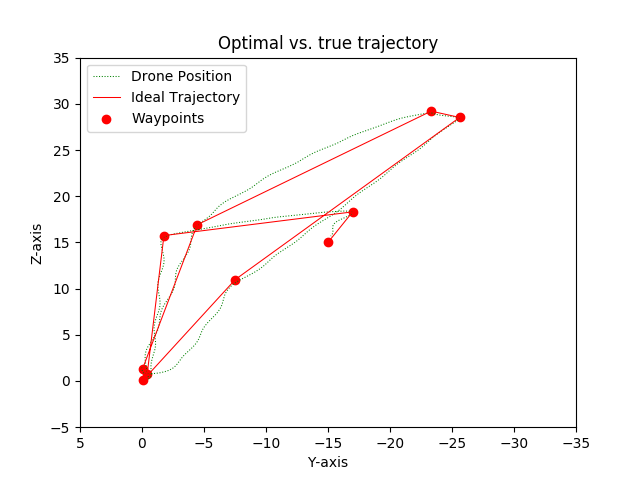 Optimal vs. true trajectory
Drone Position
Ideal Trajectory
Waypoints
35
30
25
20
15
10
5
0
−5
Z-axis
5 0 −5 −10 −15 −20 −25 −30 −35
Y-axis